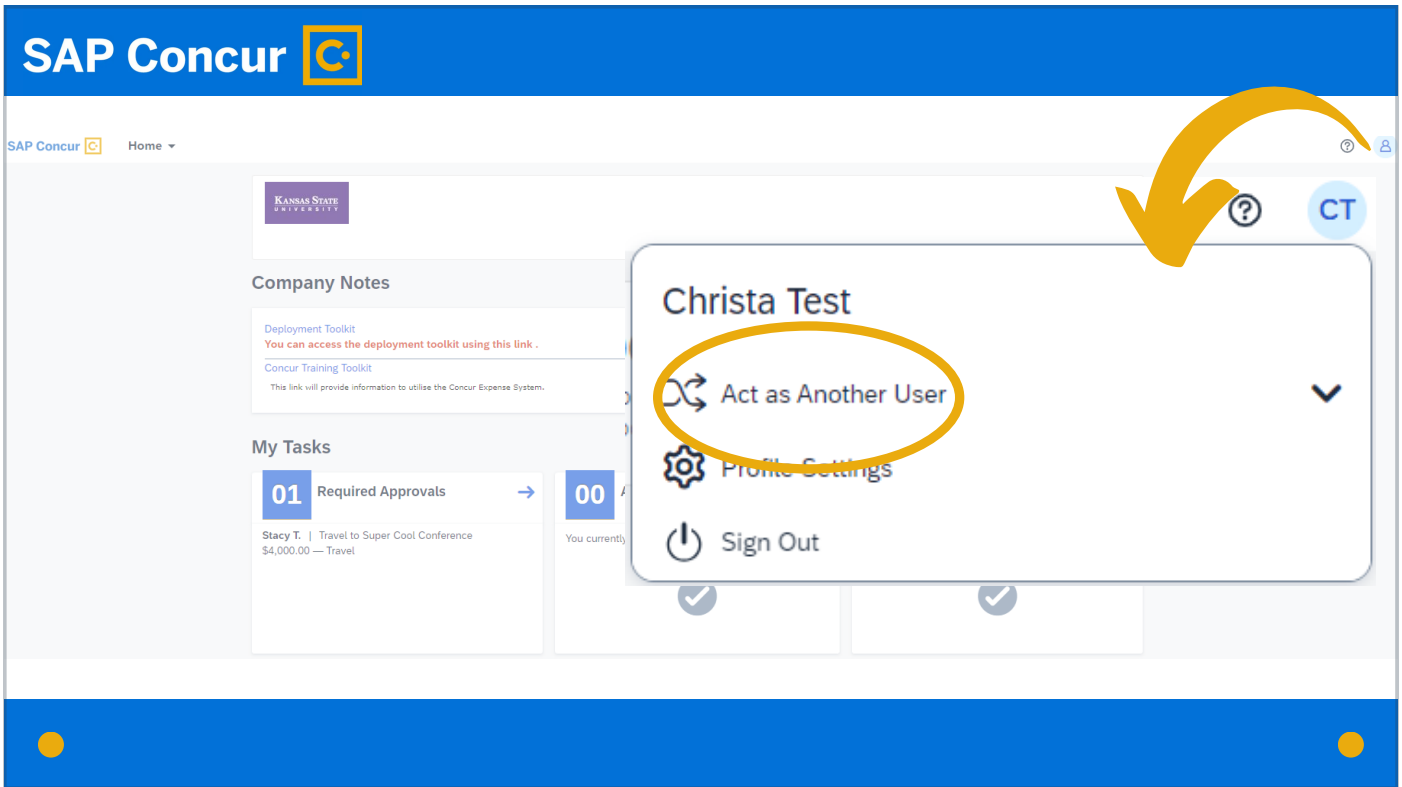 SAP Concur
SAP Concur
Home
KANSAS STATE
UNIVERSITY
CT
Company Notes
Christa Test
Deployment Toolkit
You can access the deployment toolkit using this link .
Concur Training Toolkit
This link will provide information to utilise the Concur Expense System.
Act as Another User
My Tasks
Profile Settings
01
Required Approvals
00
Stacy T. | Travel to Super Cool Conference
$4,000.00 — Travel
You currently
Sign Out